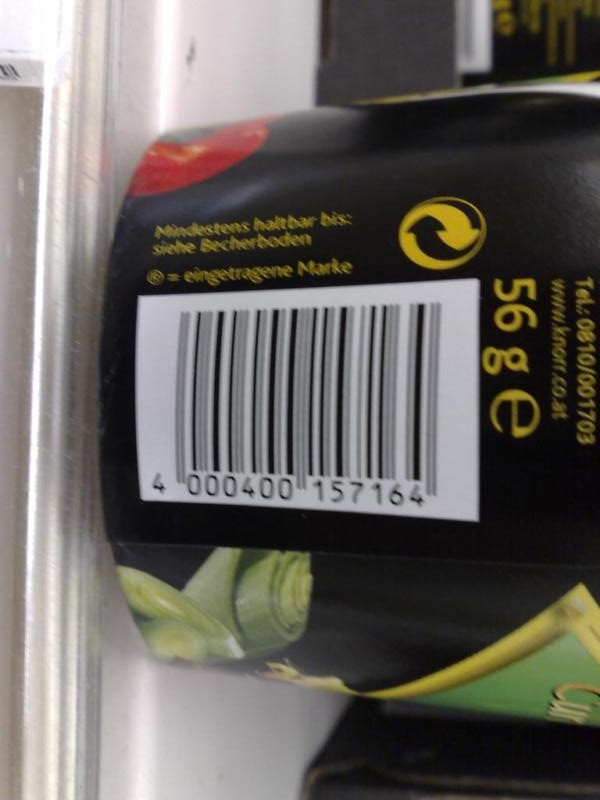 Mindestens haltbar bis:
siehe Becherboden
® = eingetragene Marke
4 000400 157164
56 g e
www.knorr.co.at
Tel.: 0810/001703